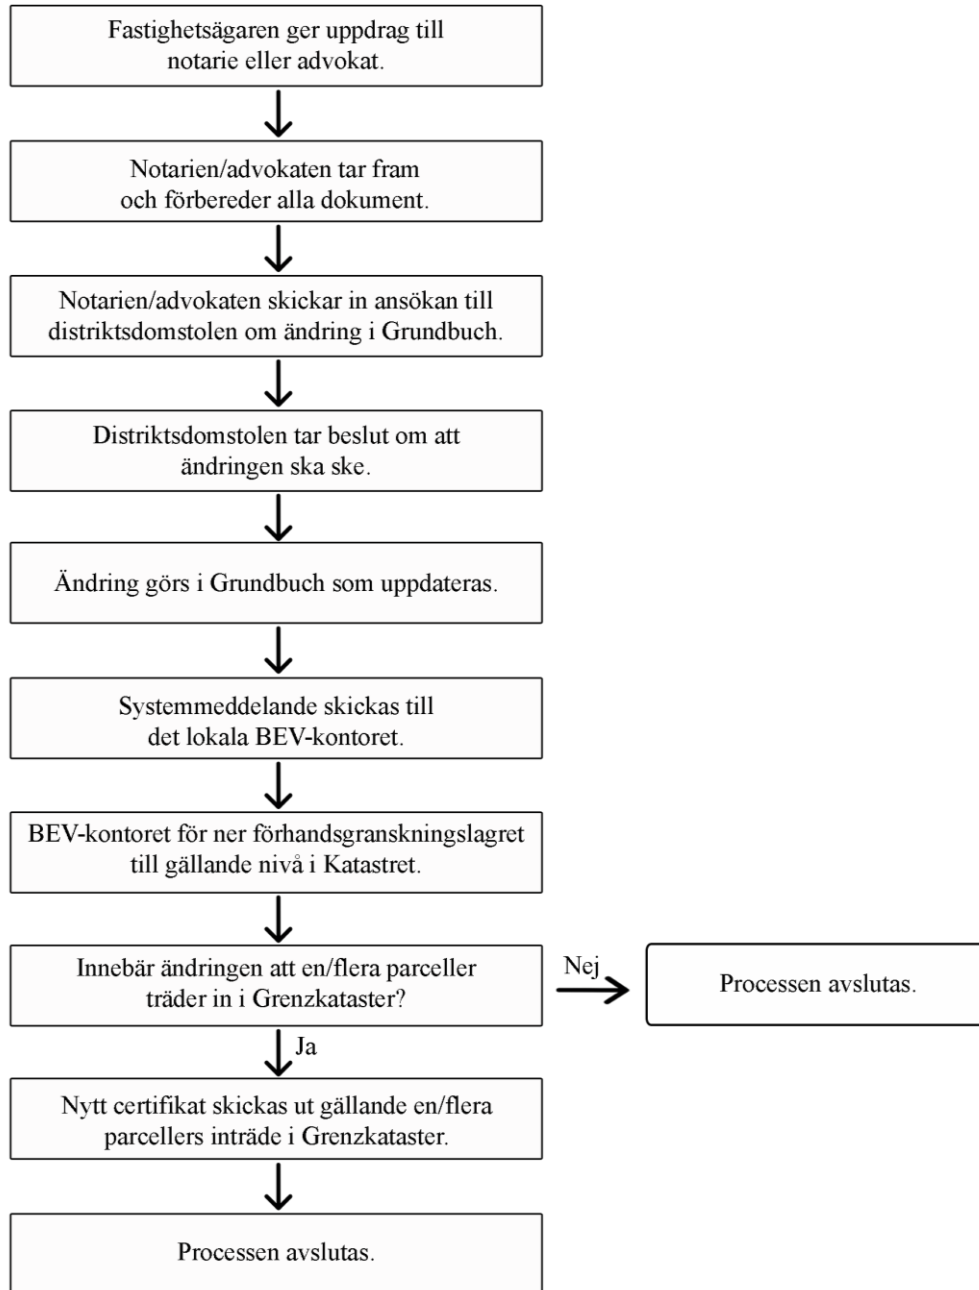 Fastighetsägaren ger uppdrag till
notarie eller advokat.
Notarien/advokaten tar fram
och förbereder alla dokument.
Notarien/advokaten skickar in ansökan till
distriktsdomstolen om ändring i Grundbuch.
Distriktsdomstolen tar beslut om att
ändringen ska ske.
Ändring görs i Grundbuch som uppdateras.
Systemmeddelande skickas till
det lokala BEV-kontoret.
BEV-kontoret för ner förhandsgranskningslagret
till gällande nivå i Katastret.
Innebär ändringen att en/flera parceller
träder in i Grenzkataster?
Nej
Processen avslutas.
Ja
Nytt certifikat skickas ut gällande en/flera
parcellers inträde i Grenzkataster.
Processen avslutas.